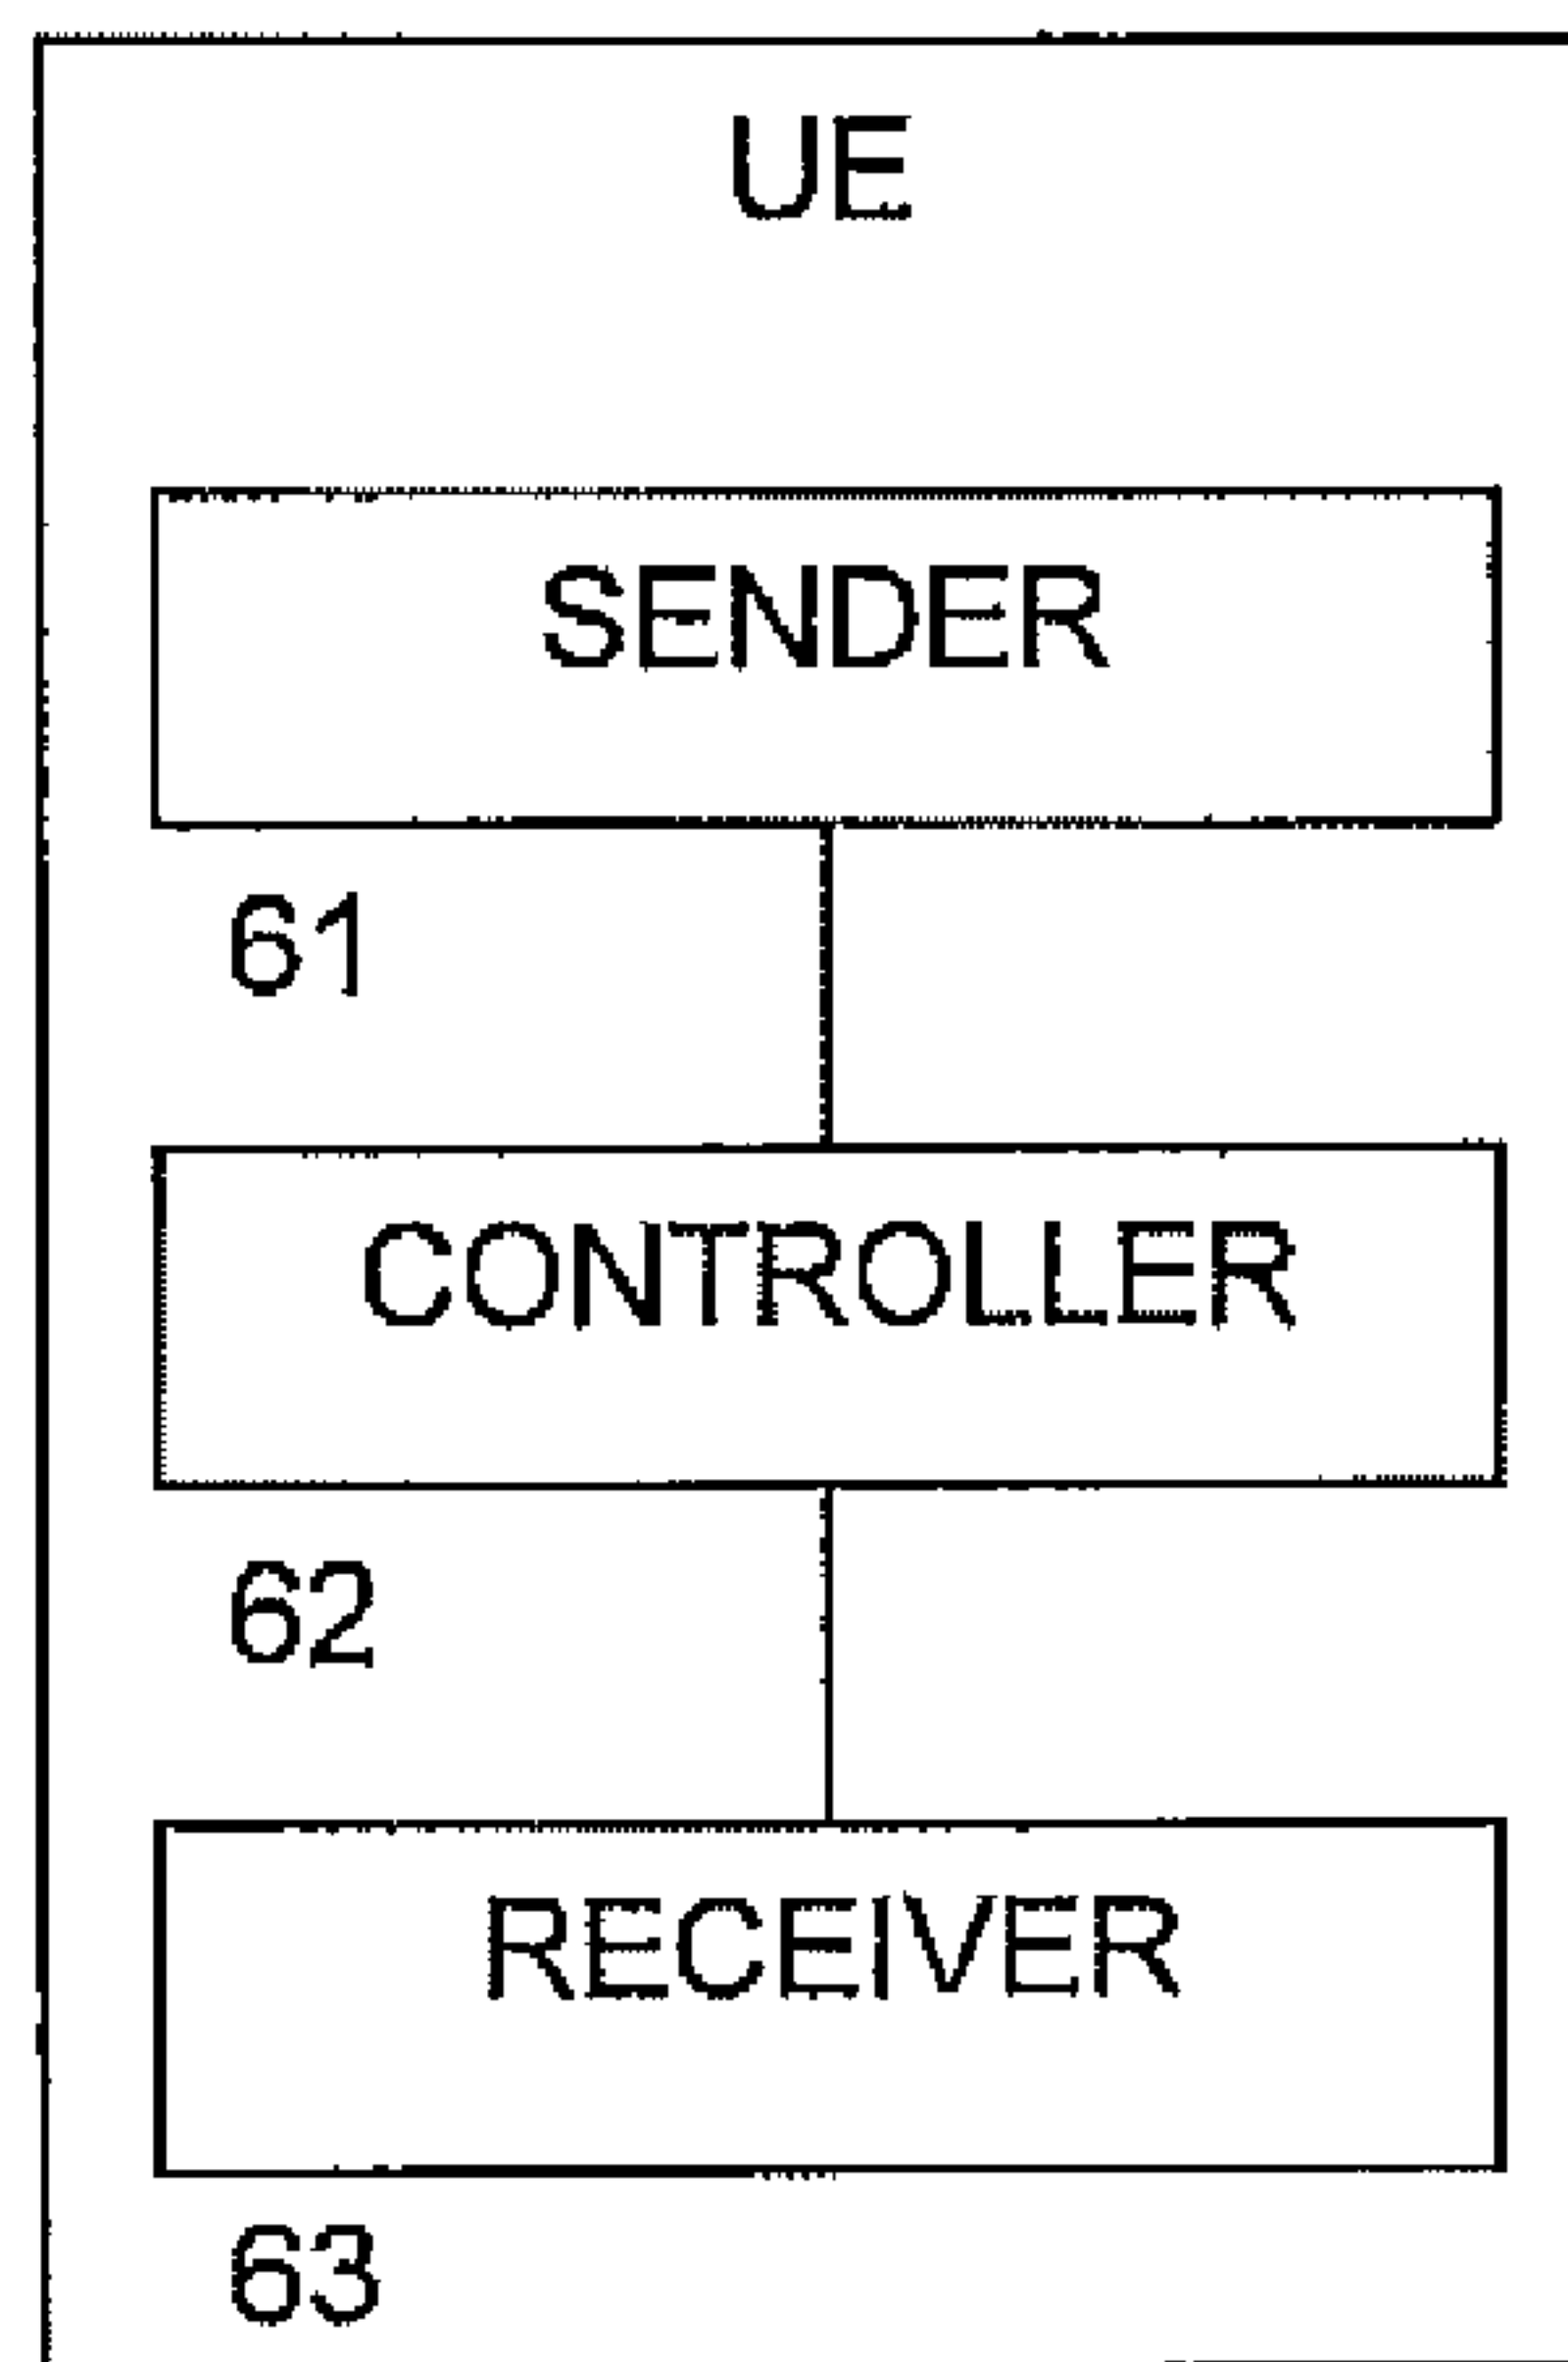 UE
SENDER
61
CONTROLLER
62
RECEIVER
63